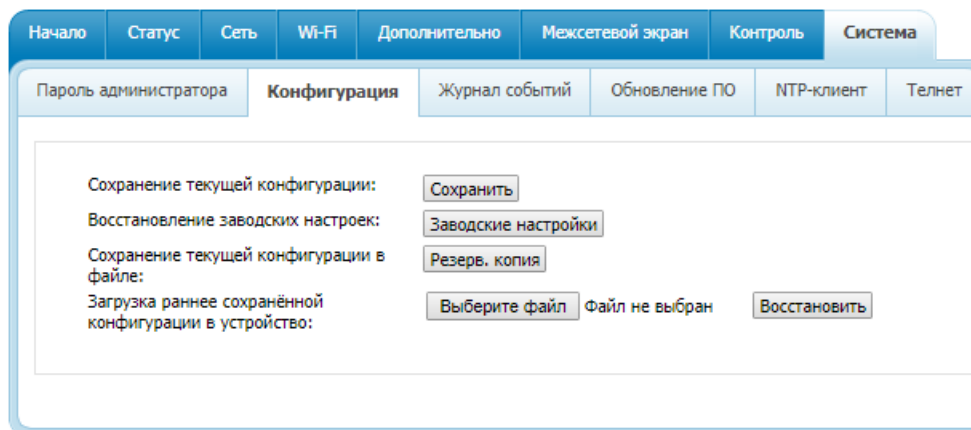 Начало Статус Сеть Wi-Fi Дополнительно Межсетевой экран Контроль Система
Пароль администратора Конфигурация Журнал событий Обновление ПО NTP-клиент Телнет
Сохранение текущей конфигурации: Сохранить
Восстановление заводских настроек: Заводские настройки
Сохранение текущей конфигурации в Резерв. копия
файле:
Загрузка раннее сохранённой
конфигурации в устройство: Выберите файл Файл не выбран Восстановить